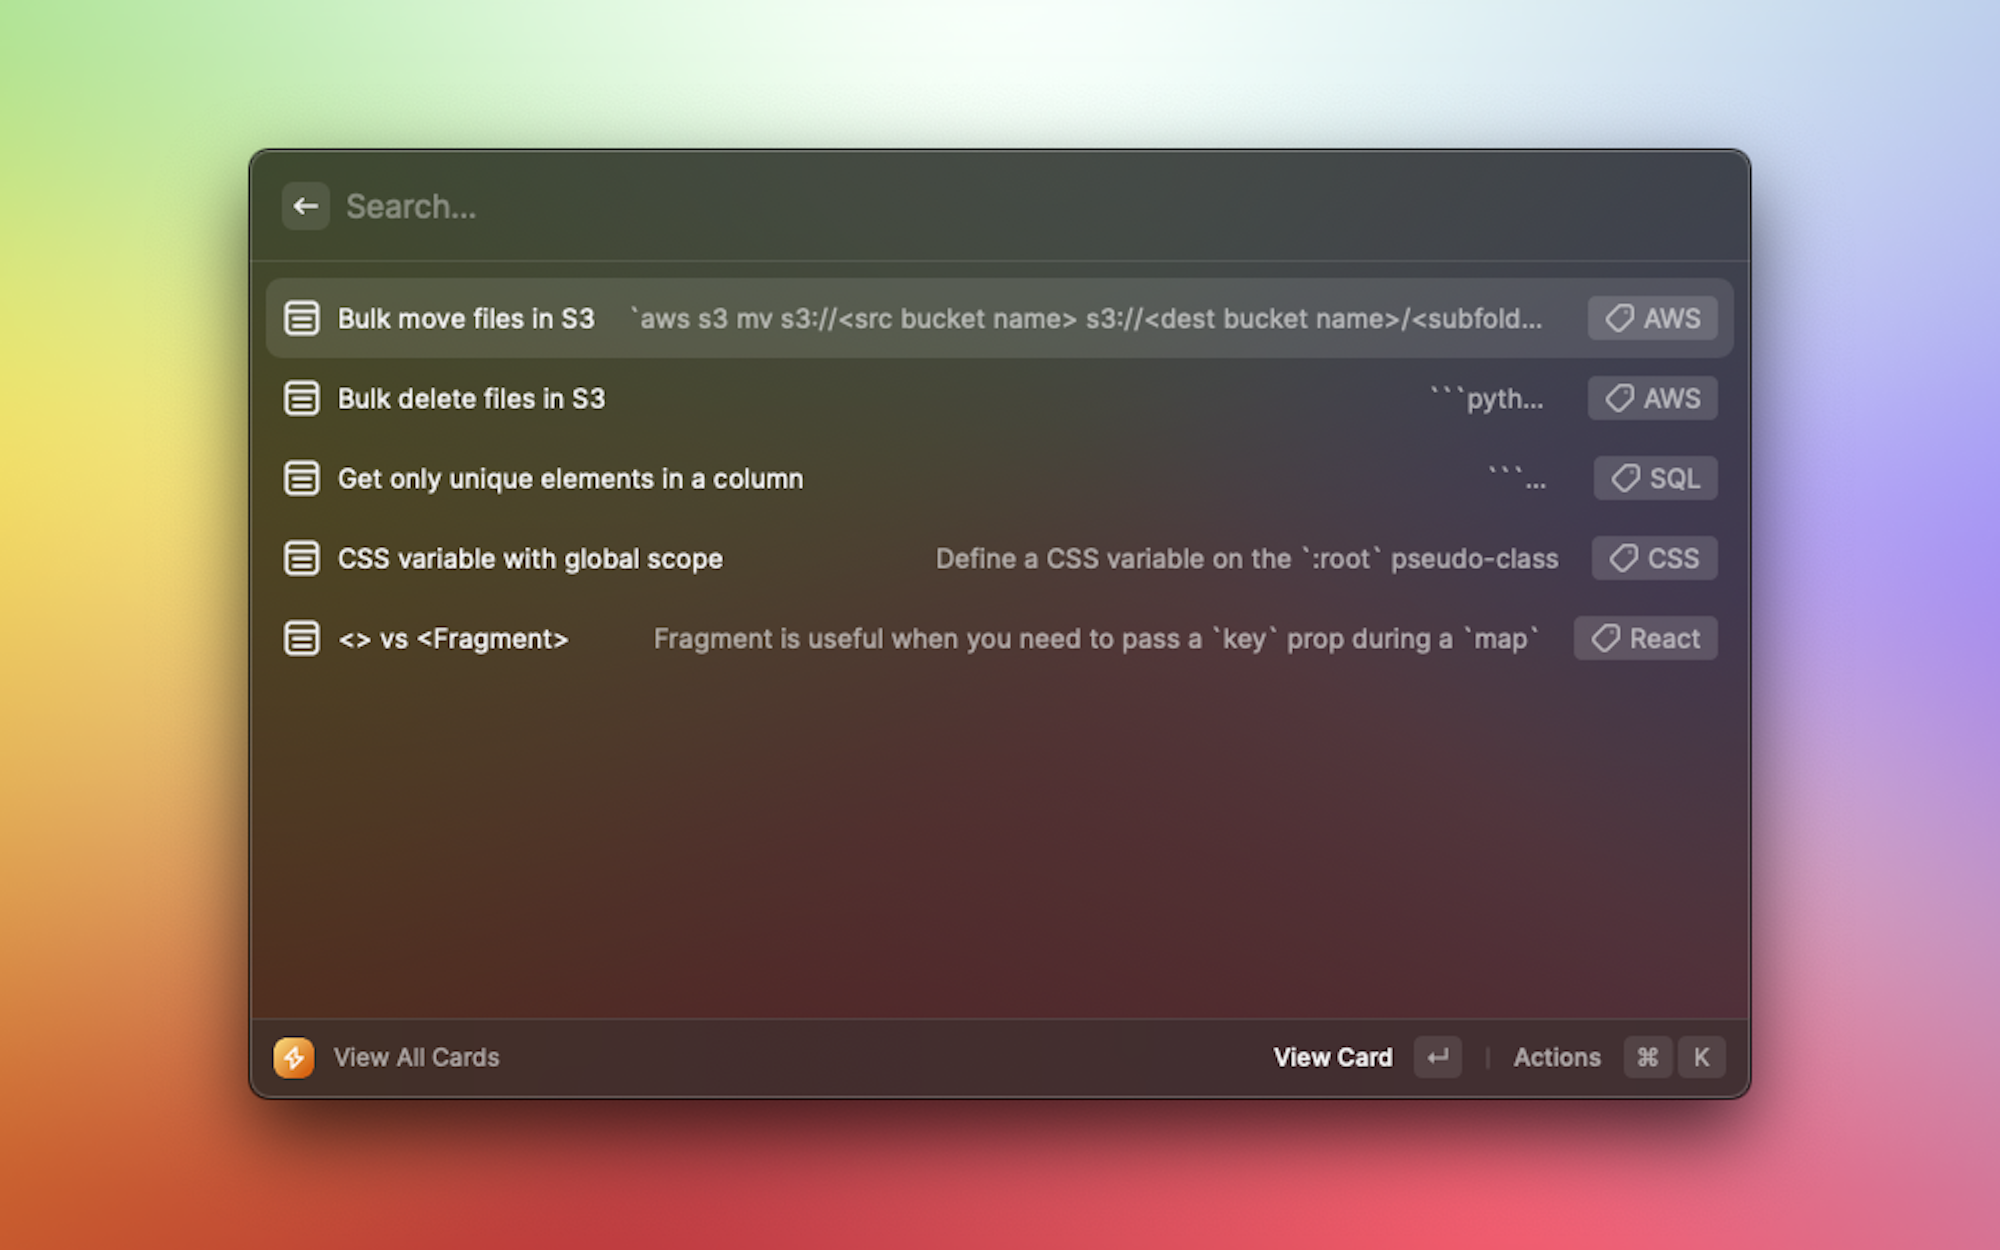 Search...
Bulk move files in S3 `aws s3 mv s3://<src bucket name> s3://<dest bucket name>/<subfold... AWS
Bulk delete files in S3 ```pyth... AWS
Get only unique elements in a column ```... SQL
CSS variable with global scope Define a CSS variable on the `:root` pseudo-class CSS
<> vs <Fragment> Fragment is useful when you need to pass a `key` prop during a `map` React
View All Cards View Card ↵ | Actions ⌘ K